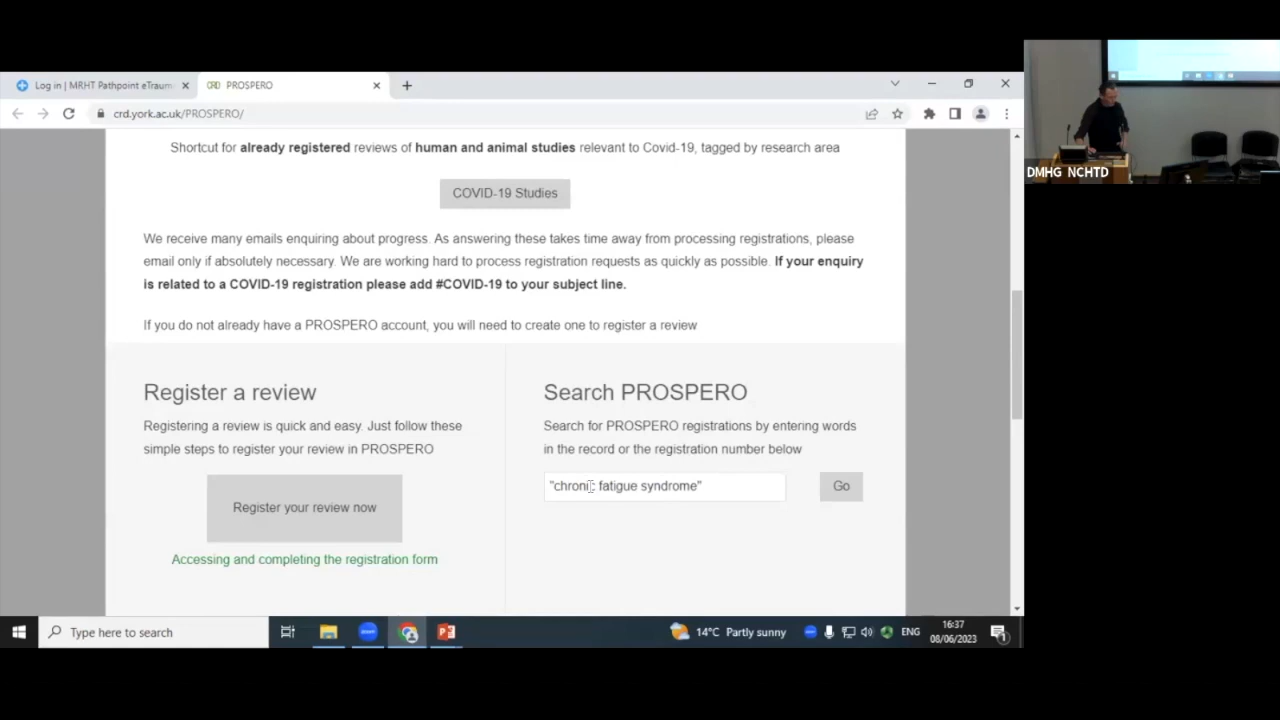 Log in | MRHT Pathpoint eTraum
CRD PROSPERO
crd.york.ac.uk/PROSPERO/
Shortcut for already registered reviews of human and animal studies relevant to Covid-19, tagged by research area
COVID-19 Studies
We receive many emails enquiring about progress. As answering these takes time away from processing registrations, please
email only if absolutely necessary. We are working hard to process registration requests as quickly as possible. If your enquiry
is related to a COVID-19 registration please add #COVID-19 to your subject line.
If you do not already have a PROSPERO account, you will need to create one to register a review
Register a review
Registering a review is quick and easy. Just follow these
simple steps to register your review in PROSPERO
Register your review now
Accessing and completing the registration form
Search PROSPERO
Search for PROSPERO registrations by entering words
in the record or the registration number below
"chronic fatigue syndrome"
Go
Type here to search
zoom
14°C Partly sunny
ENG
16:37
08/06/2023
1
DMHG NCHTD